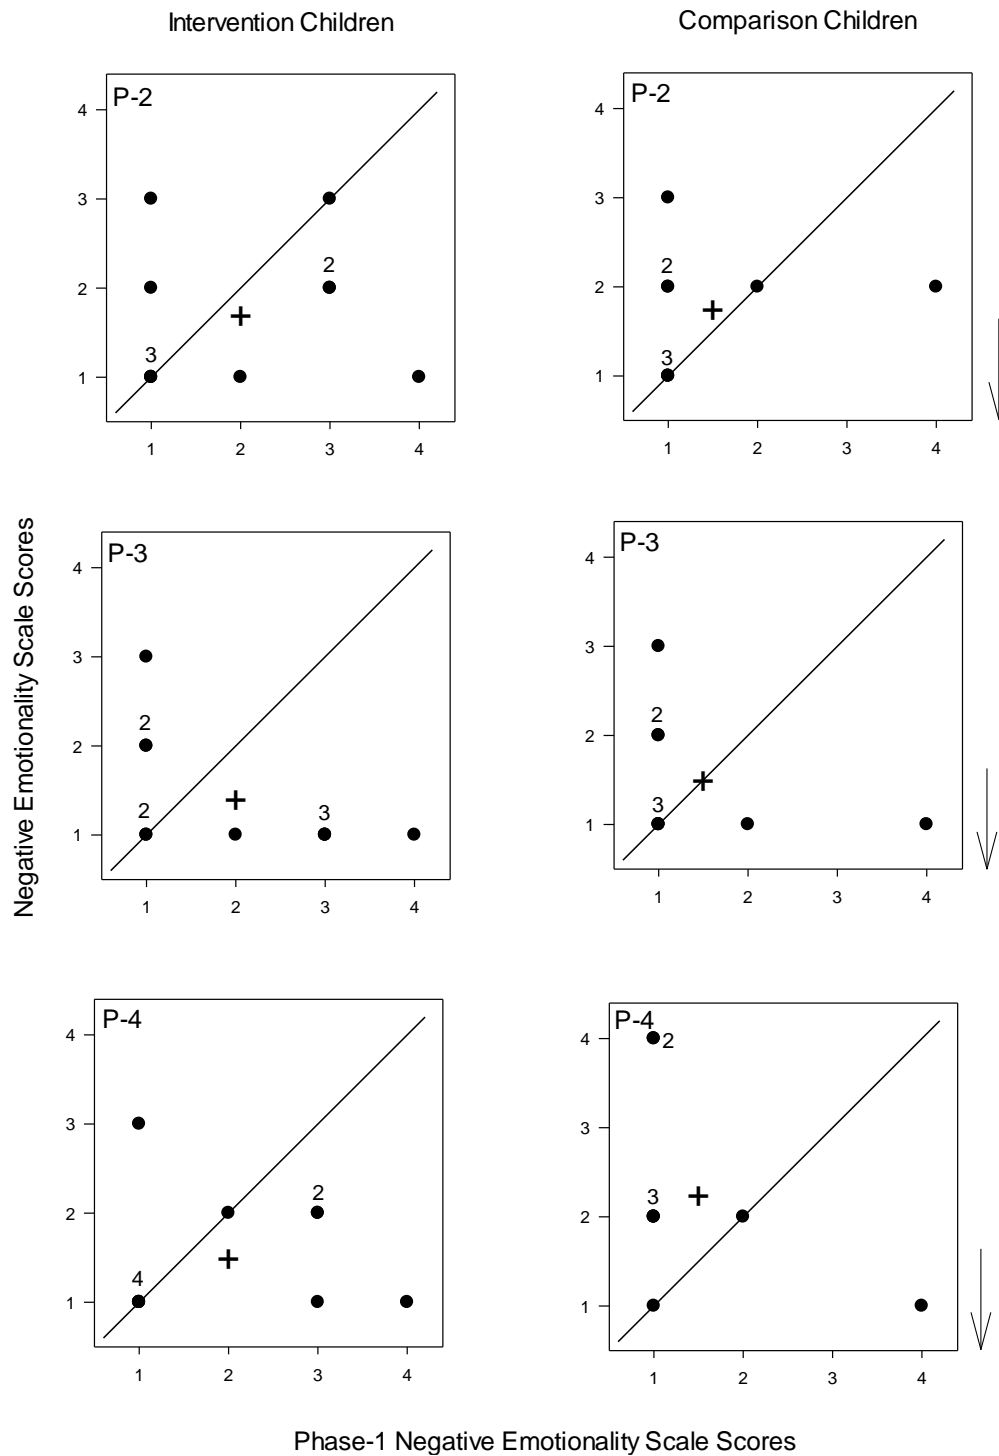 Intervention Children
Comparison Children
P-2
4
3
2
1
2
3
1 2 3 4
P-2
4
3
2
1
2
3
1 2 3 4
Negative Emotionality Scale Scores
P-3
4
3
2
1
2
2
3
1 2 3 4
P-3
4
3
2
1
2
3
1 2 3 4
P-4
4
3
2
1
2
4
1 2 3 4
P-4
4
3
2
1
2
3
1 2 3 4
Phase-1 Negative Emotionality Scale Scores